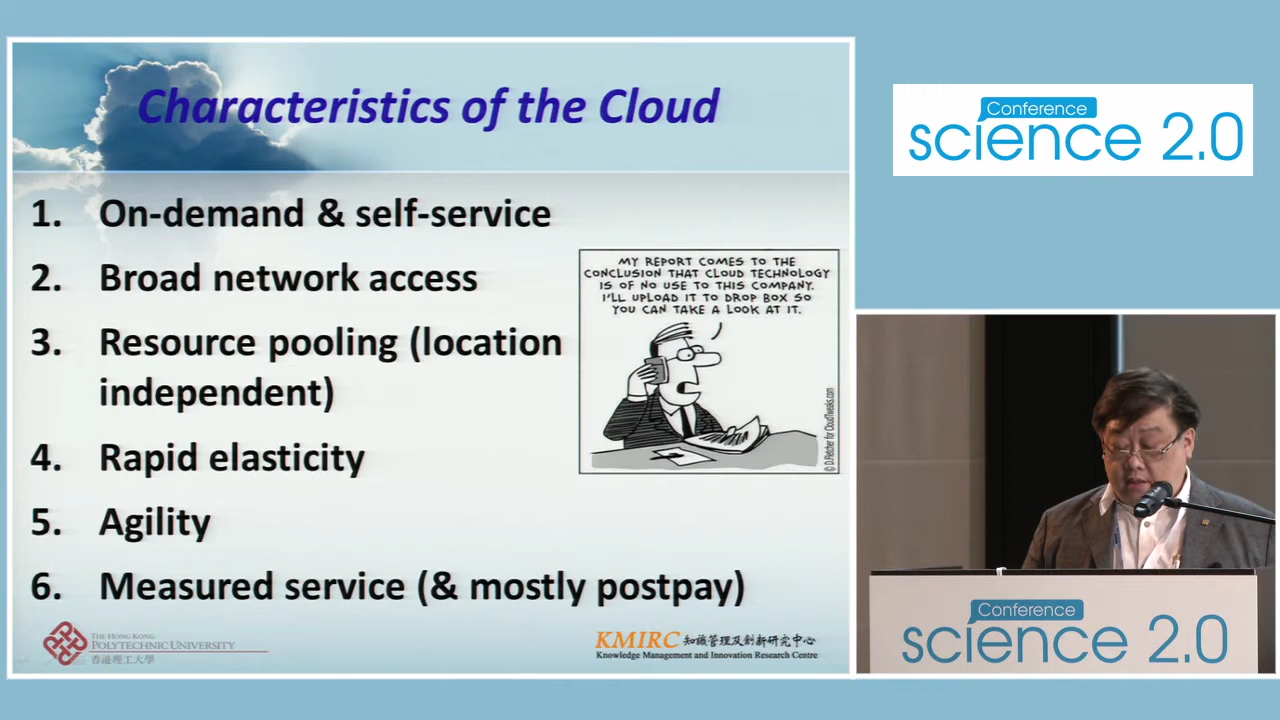 Characteristics of the Cloud
1. On-demand & self-service
2. Broad network access
3. Resource pooling (location
independent)
4. Rapid elasticity
5. Agility
6. Measured service (& mostly postpay)
MY REPORT COMES TO THE
CONCLUSION THAT CLOUD TECHNOLOGY
IS OF NO USE TO THIS COMPANY.
I'LL UPLOAD IT TO DROP BOX SO
YOU CAN TAKE A LOOK AT IT.
© D.Fletcher for CloudTweaks.com
THE HONG KONG
POLYTECHNIC UNIVERSITY
香港理工大學
KMIRC 知識管理及創新研究中心
Knowledge Management and Innovation Research Centre
Conference
science 2.0
Conference
science 2.0